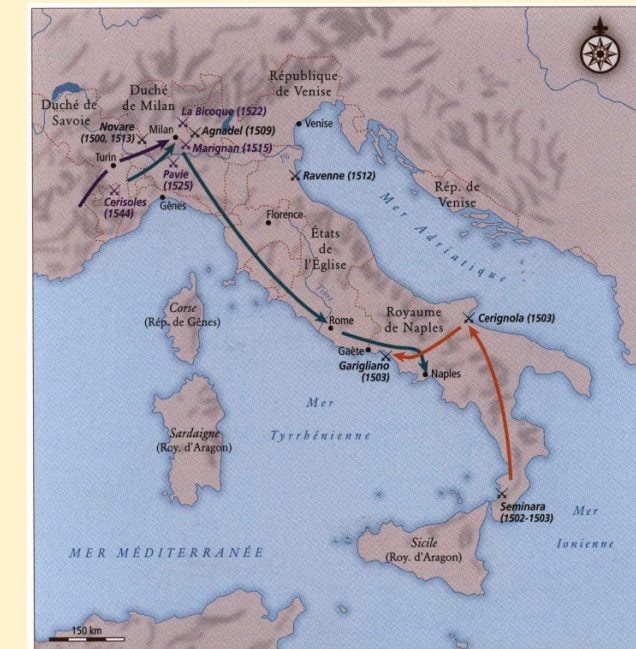 République
de Venise
Duché
de Milan
Duché de
Savoie
La Bicoque (1522)
Novare
(1500, 1513)
Milan
Agnadel (1509)
Venise
Marignan (1515)
Turin
Pô
Pavie
(1525)
Ravenne (1512)
Cerisoles
(1544)
Gênes
Rép. de
Venise
Florence
Mer Adriatique
États
de
l'Église
Tibre
Corse
(Rép. de Gênes)
Rome
Royaume
de Naples
Cerignola (1503)
Gaète
Garigliano
(1503)
Naples
Mer
Tyrrhénienne
Sardaigne
(Roy. d'Aragon)
Seminara
(1502-1503)
Mer
Ionienne
Sicile
(Roy. d'Aragon)
MER MÉDITERRANÉE
150 km